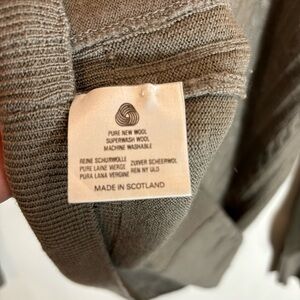 PURE NEW WOOL
SUPERWASH WOOL
MACHINE WASHABLE
REINE SCHURWOLLE ZUIVER SCHEERWOL
PURE LAINE VIERGE REN NY ULD
PURA LANA VERGINE
MADE IN SCOTLAND